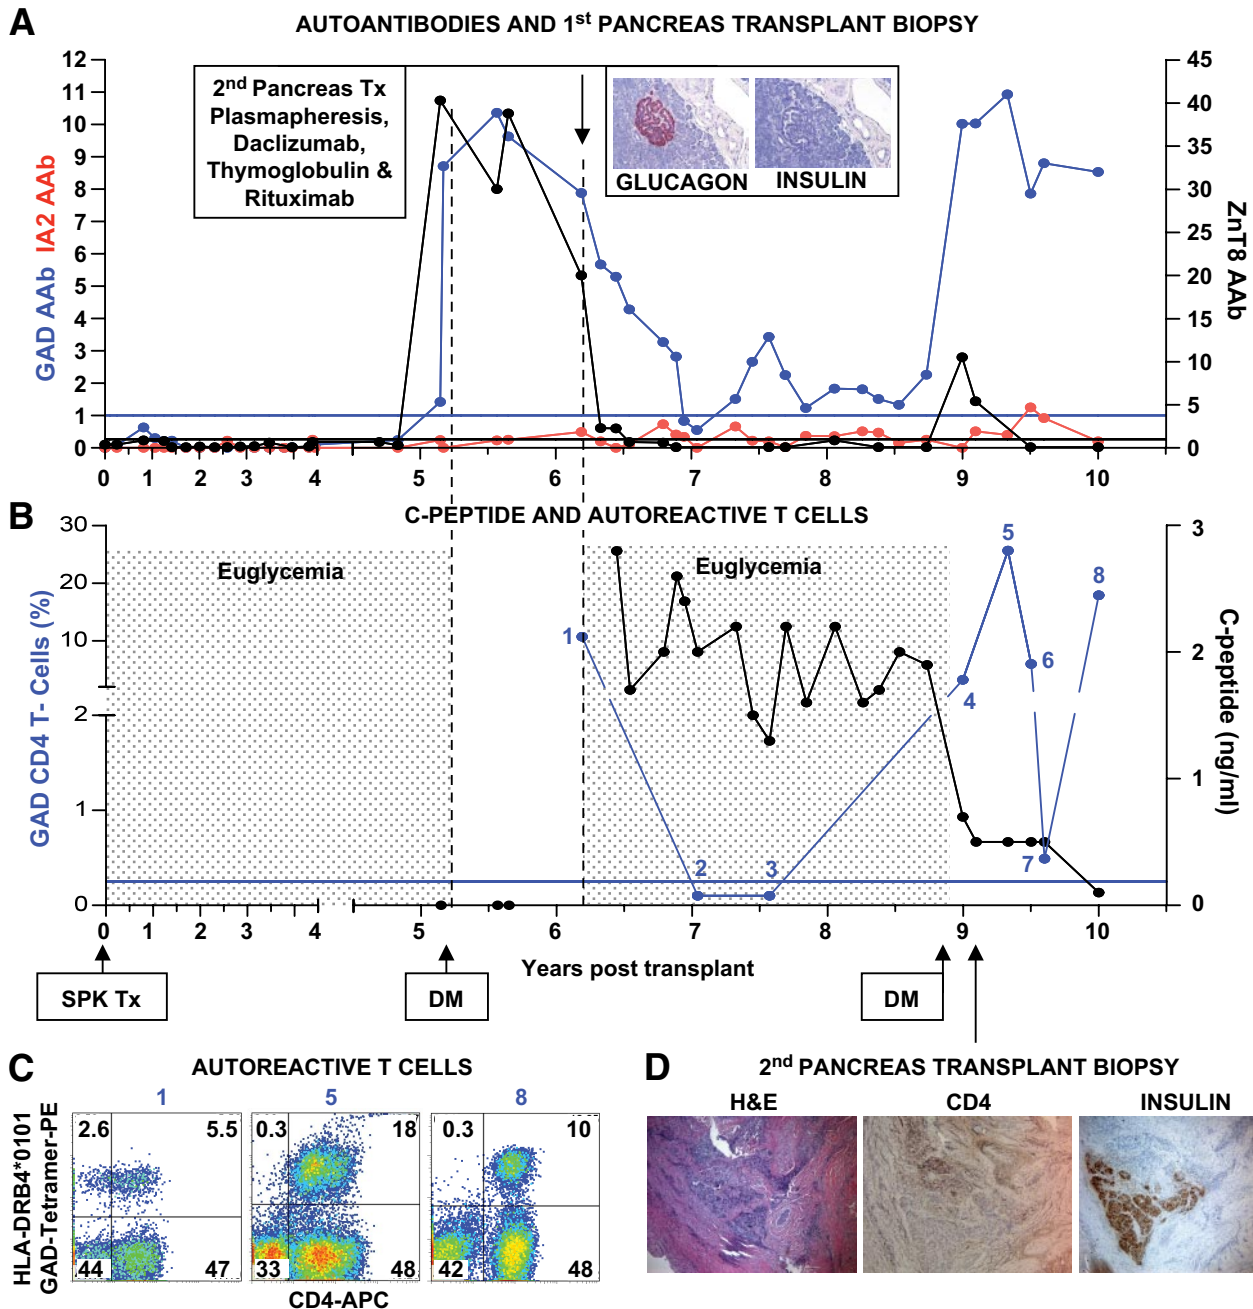 A
AUTOANTIBODIES AND 1st PANCREAS TRANSPLANT BIOPSY
12
11
10
9
8
7
6
5
4
3
2
1
0
GAD AAb IA2 AAb
2nd Pancreas Tx
Plasmapheresis,
Daclizumab,
Thymoglobulin &
Rituximab
GLUCAGON INSULIN
45
40
35
30
25
20
15
10
5
0
ZnT8 AAb
0 1 2 3 4 5 6 7 8 9 10
B
C-PEPTIDE AND AUTOREACTIVE T CELLS
30
20
10
2
1
0
GAD CD4 T- Cells (%)
Euglycemia
Euglycemia
1
2
3
4
5
6
7
8
3
2
1
0
C-peptide (ng/ml)
0 1 2 3 4 5 6 7 8 9 10
Years post transplant
SPK Tx
DM
DM
C
AUTOREACTIVE T CELLS
1 5 8
HLA-DRB4*0101
GAD-Tetramer-PE
2.6 5.5
44 47
0.3 18
33 48
0.3 10
42 48
CD4-APC
D
2nd PANCREAS TRANSPLANT BIOPSY
H&E CD4 INSULIN